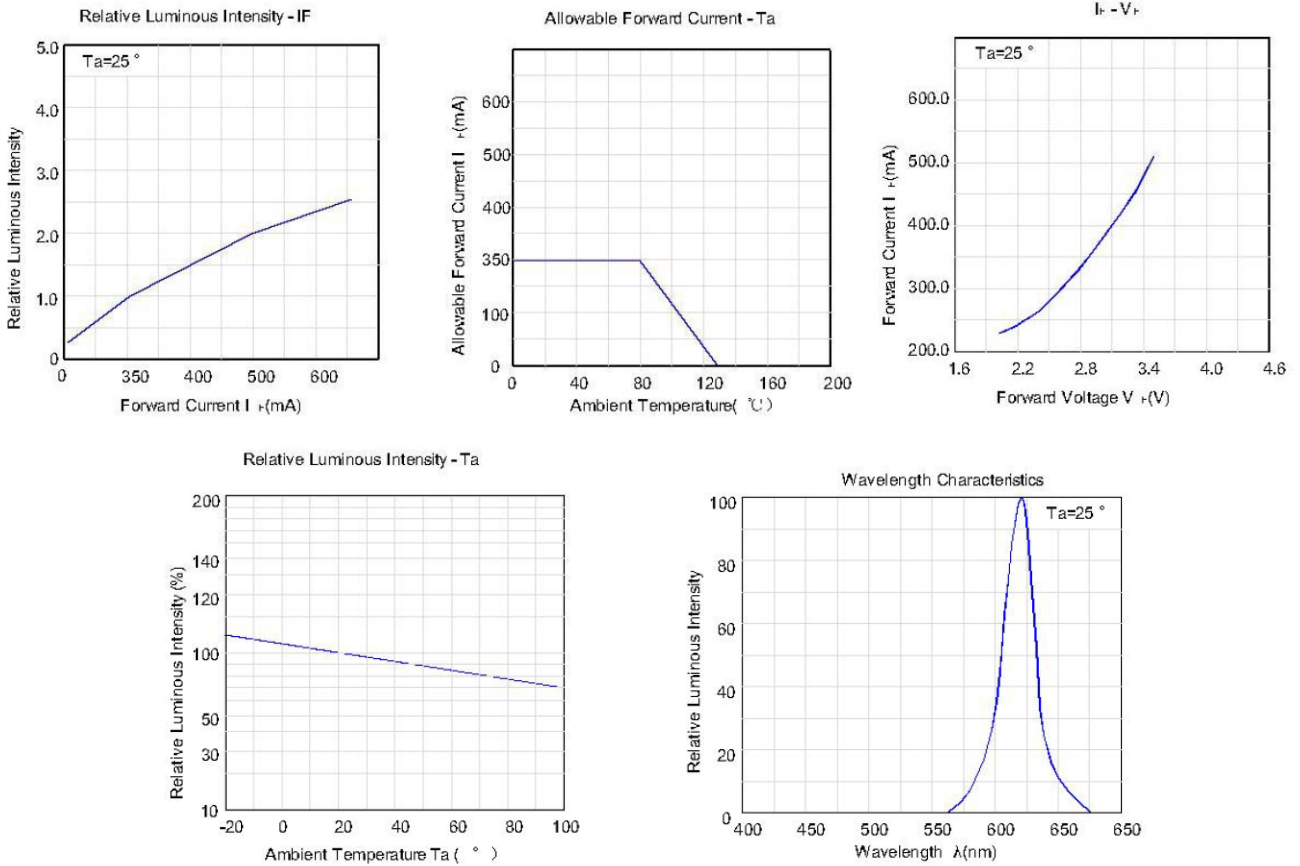 Relative Luminous Intensity - IF
Ta=25 °
5.0
4.0
3.0
2.0
1.0
0
0 350 400 500 600
Relative Luminous Intensity
Forward Current I F(mA)
Allowable Forward Current - Ta
600
500
400
350
100
0
0 40 80 120 160 200
Allowable Forward Current I F(mA)
Ambient Temperature( ℃)
IF - VF
Ta=25 °
600.0
500.0
400.0
300.0
200.0
1.6 2.2 2.8 3.4 4.0 4.6
Forward Current I F(mA)
Forward Voltage V F(V)
Relative Luminous Intensity - Ta
200
140
120
100
50
30
10
-20 0 20 40 60 80 100
Relative Luminous Intensity (%)
Ambient Temperature Ta ( ° )
Wavelength Characteristics
Ta=25 °
100
80
60
40
20
0
400 450 500 550 600 650 650
Relative Luminous Intensity
Wavelength λ(nm)